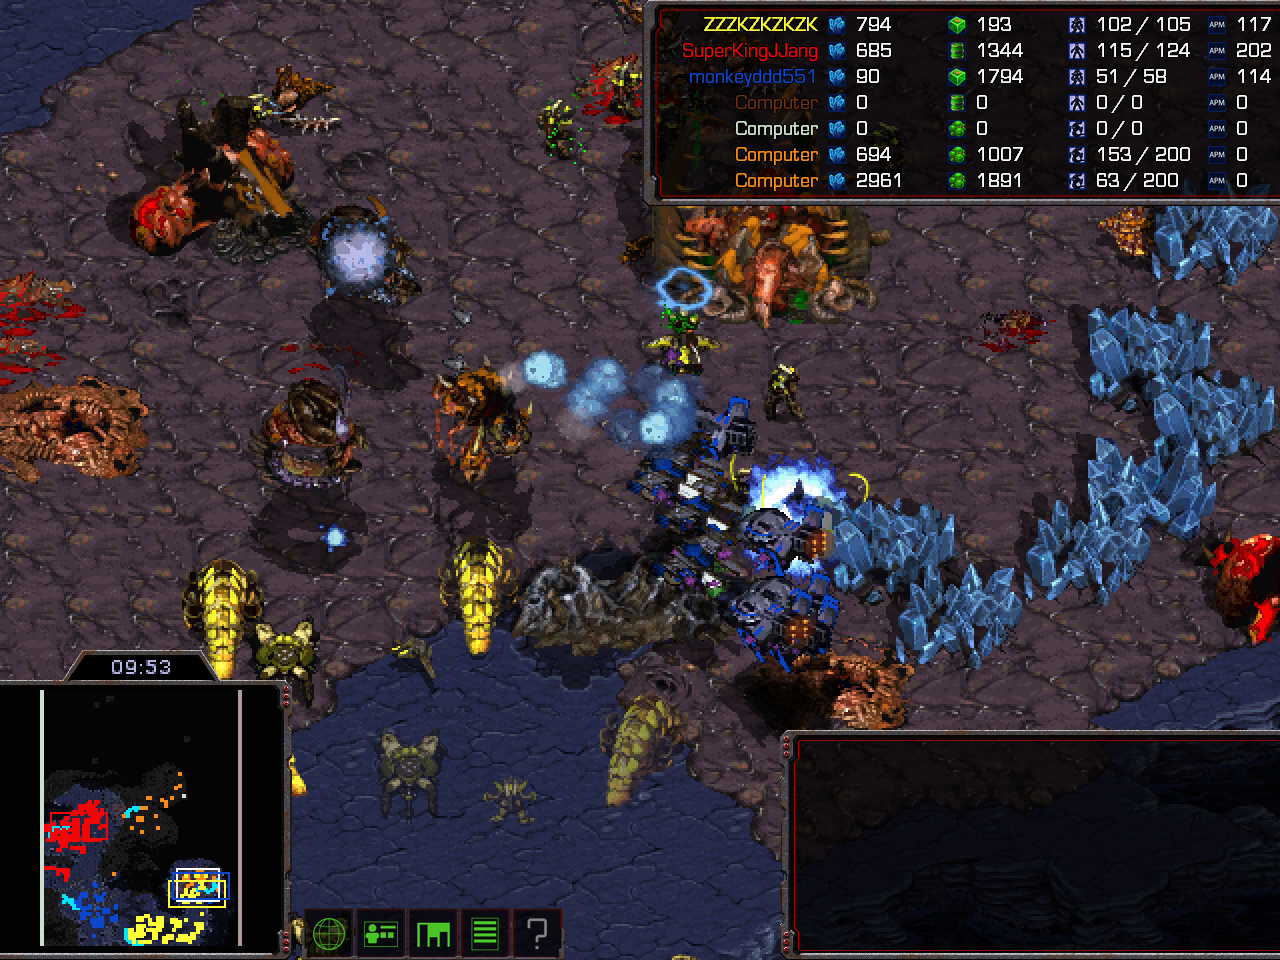 ZZZKZKZKZK 794 193 102 / 105 APM 117
SuperKingJJang 685 1344 115 / 124 APM 202
monkeyddd551 90 1794 51 / 58 APM 114
Computer 0 0 0 / 0 APM 0
Computer 0 0 0 / 0 APM 0
Computer 694 1007 153 / 200 APM 0
Computer 2961 1891 63 / 200 APM 0
09:53
?